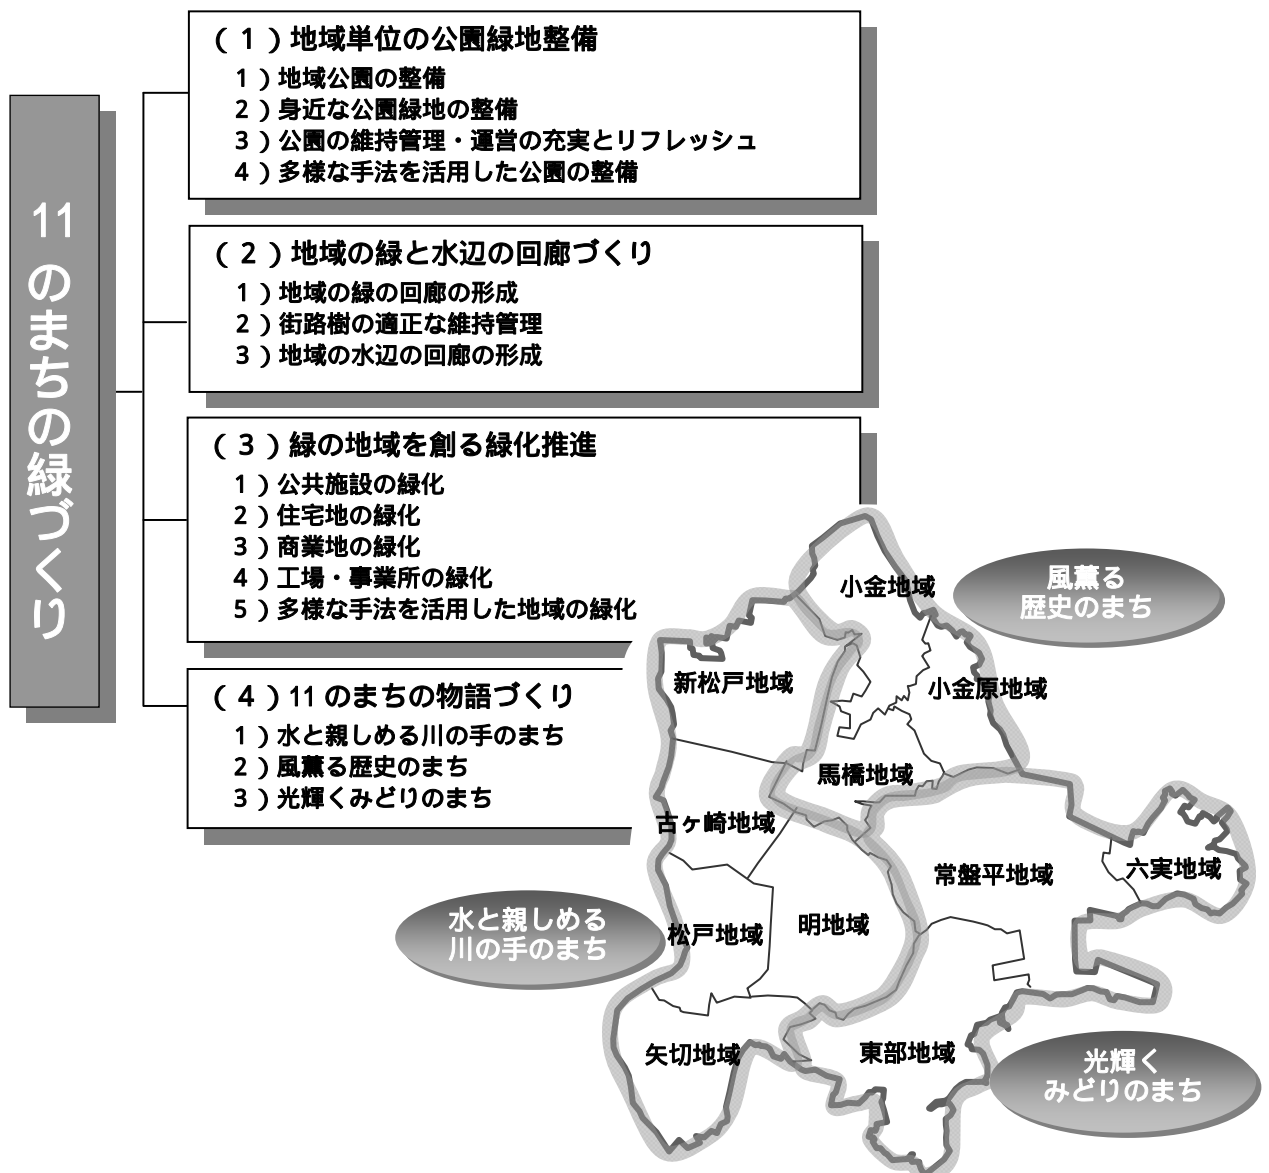 11のまちの緑づくり
(1)地域単位の公園緑地整備
1)地域公園の整備
2)身近な公園緑地の整備
3)公園の維持管理・運営の充実とリフレッシュ
4)多様な手法を活用した公園の整備
(2)地域の緑と水辺の回廊づくり
1)地域の緑の回廊の形成
2)街路樹の適正な維持管理
3)地域の水辺の回廊の形成
(3)緑の地域を創る緑化推進
1)公共施設の緑化
2)住宅地の緑化
3)商業地の緑化
4)工場・事業所の緑化
5)多様な手法を活用した地域の緑化
(4)11のまちの物語づくり
1)水と親しめる川の手のまち
2)風薫る歴史のまち
3)光輝くみどりのまち
小金地域
風薫る
歴史のまち
新松戸地域
小金原地域
馬橋地域
古ヶ崎地域
常盤平地域
六実地域
水と親しめる
川の手のまち
松戸地域
明地域
矢切地域
東部地域
光輝く
みどりのまち